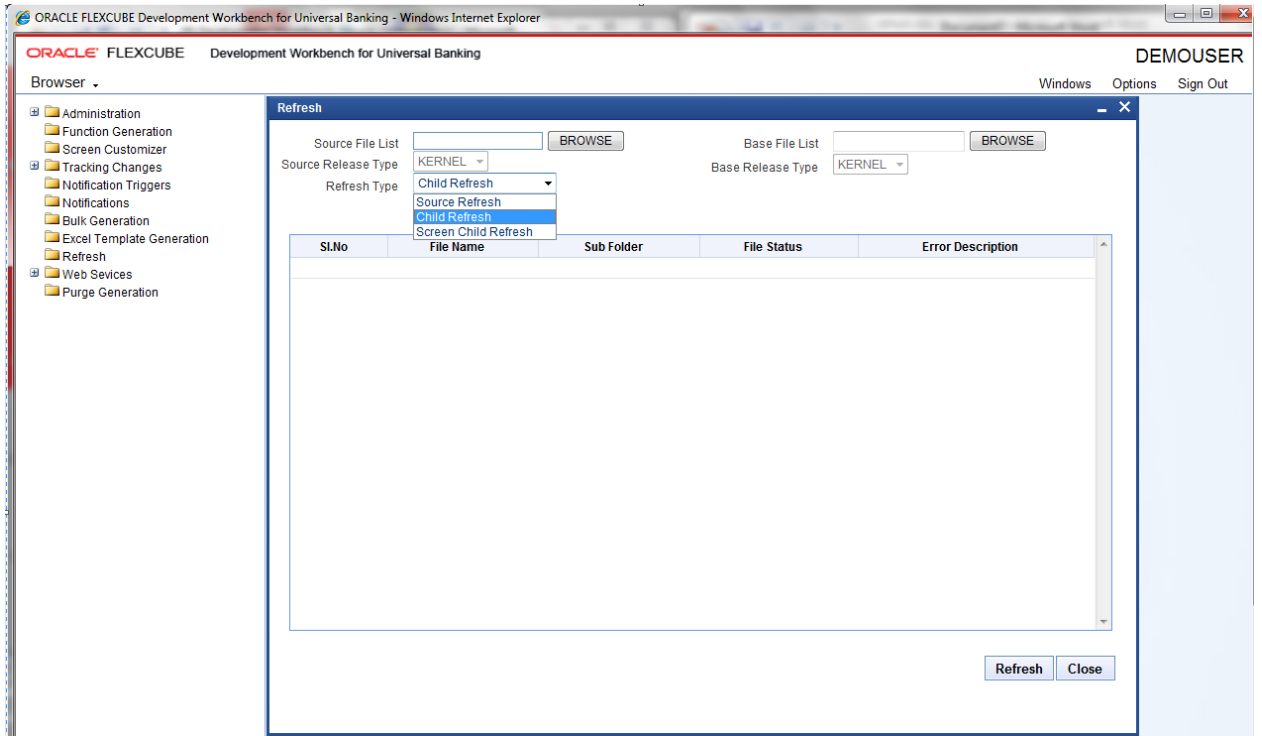 ORACLE FLEXCUBE Development Workbench for Universal Banking - Windows Internet Explorer
ORACLE FLEXCUBE Development Workbench for Universal Banking
DEMOUSER
Browser
Windows Options Sign Out
Administration
Function Generation
Screen Customizer
Tracking Changes
Notification Triggers
Notifications
Bulk Generation
Excel Template Generation
Refresh
Web Sevices
Purge Generation
Refresh
Source File List BROWSE Base File List BROWSE
Source Release Type KERNEL Base Release Type KERNEL
Refresh Type Child Refresh
Source Refresh
Child Refresh
Screen Child Refresh
Sl.No File Name Sub Folder File Status Error Description
Refresh Close